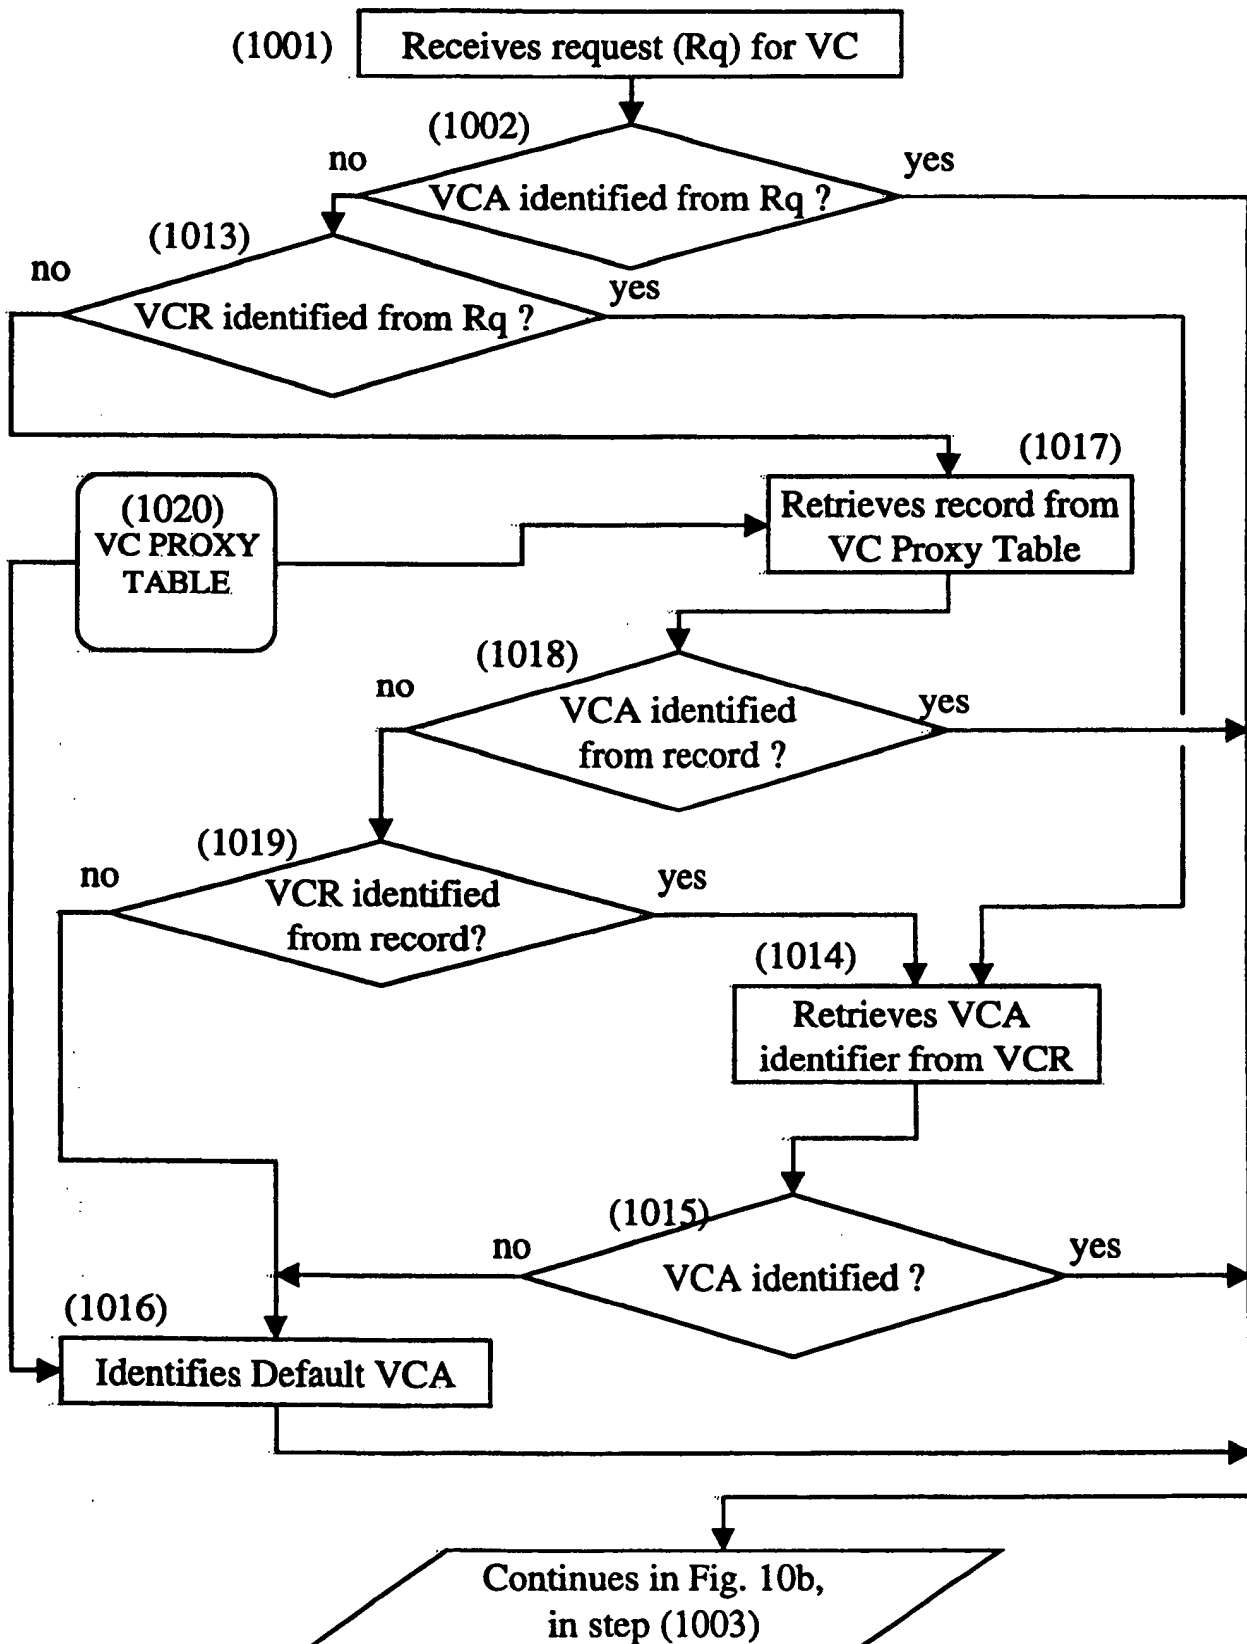 (1001)
Receives request (Rq) for VC
(1002)
no
yes
VCA identified from Rq ?
(1013)
no
yes
VCR identified from Rq ?
(1017)
Retrieves record from
VC Proxy Table
(1020)
VC PROXY
TABLE
(1018)
no
yes
VCA identified
from record ?
(1019)
no
yes
VCR identified
from record?
(1014)
Retrieves VCA
identifier from VCR
(1015)
no
yes
VCA identified ?
(1016)
Identifies Default VCA
Continues in Fig. 10b,
in step (1003)